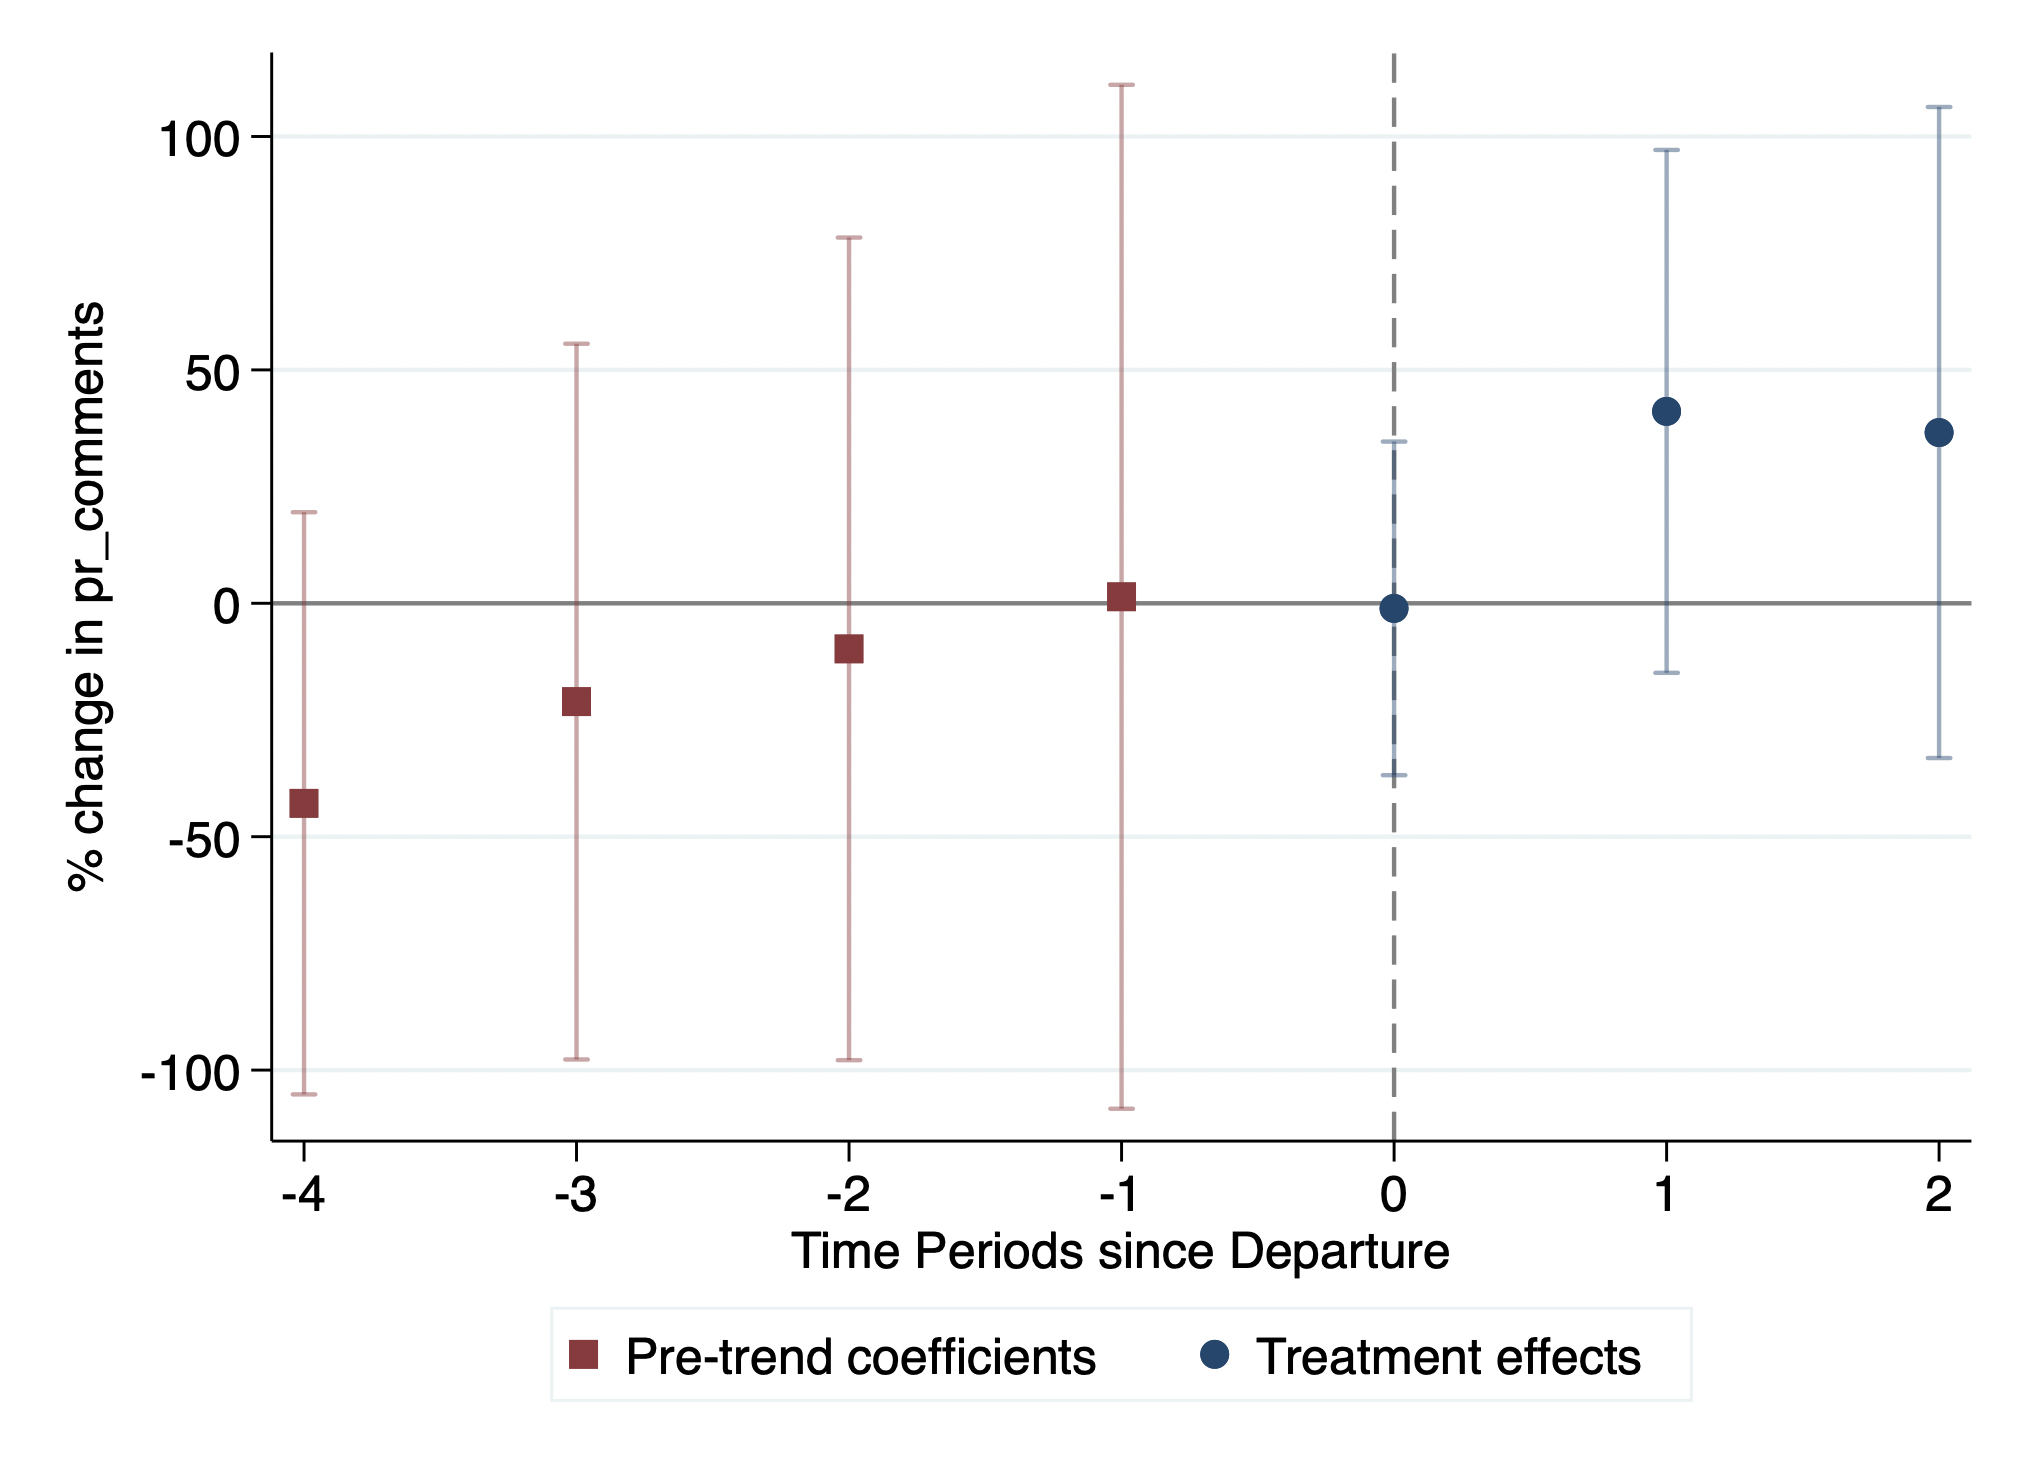 % change in pr_comments
100
50
0
-50
-100
-4 -3 -2 -1 0 1 2
Time Periods since Departure
Pre-trend coefficients Treatment effects